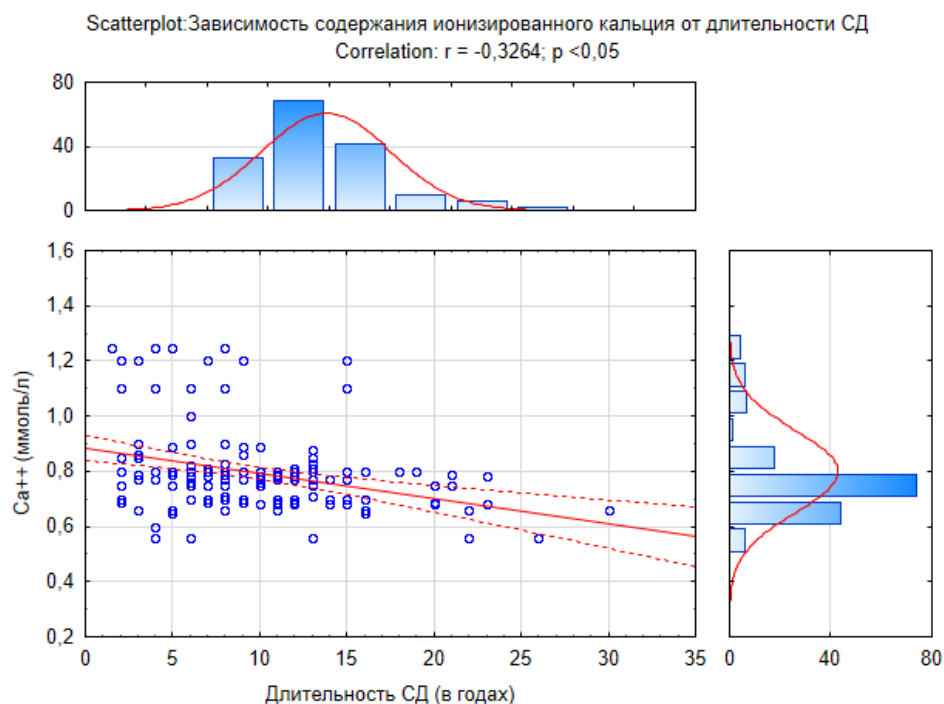 Scatterplot:Зависимость содержания ионизированного кальция от длительности СД
Correlation: r = -0,3264; p <0,05
80
40
0
1,6
1,4
1,2
1,0
0,8
0,6
0,4
0,2
Ca++ (ммоль/л)
0 5 10 15 20 25 30 35
0 40 80
Длительность СД (в годах)